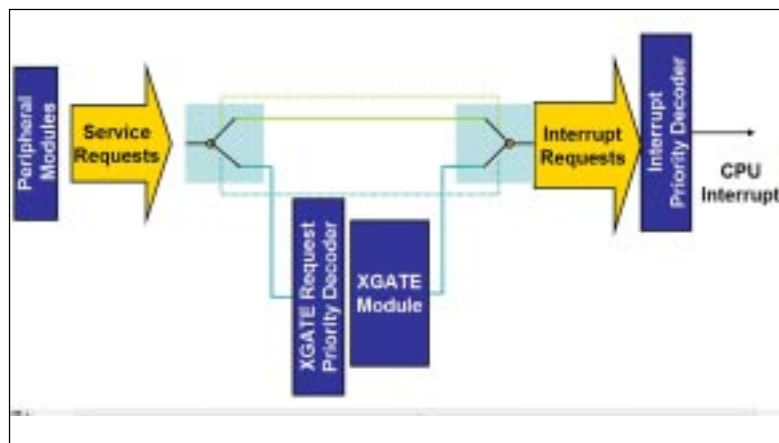 Peripheral
Modules
Service
Requests
XGATE Request
Priority Decoder
XGATE
Module
Interrupt
Requests
Interrupt
Priority Decoder
CPU
Interrupt